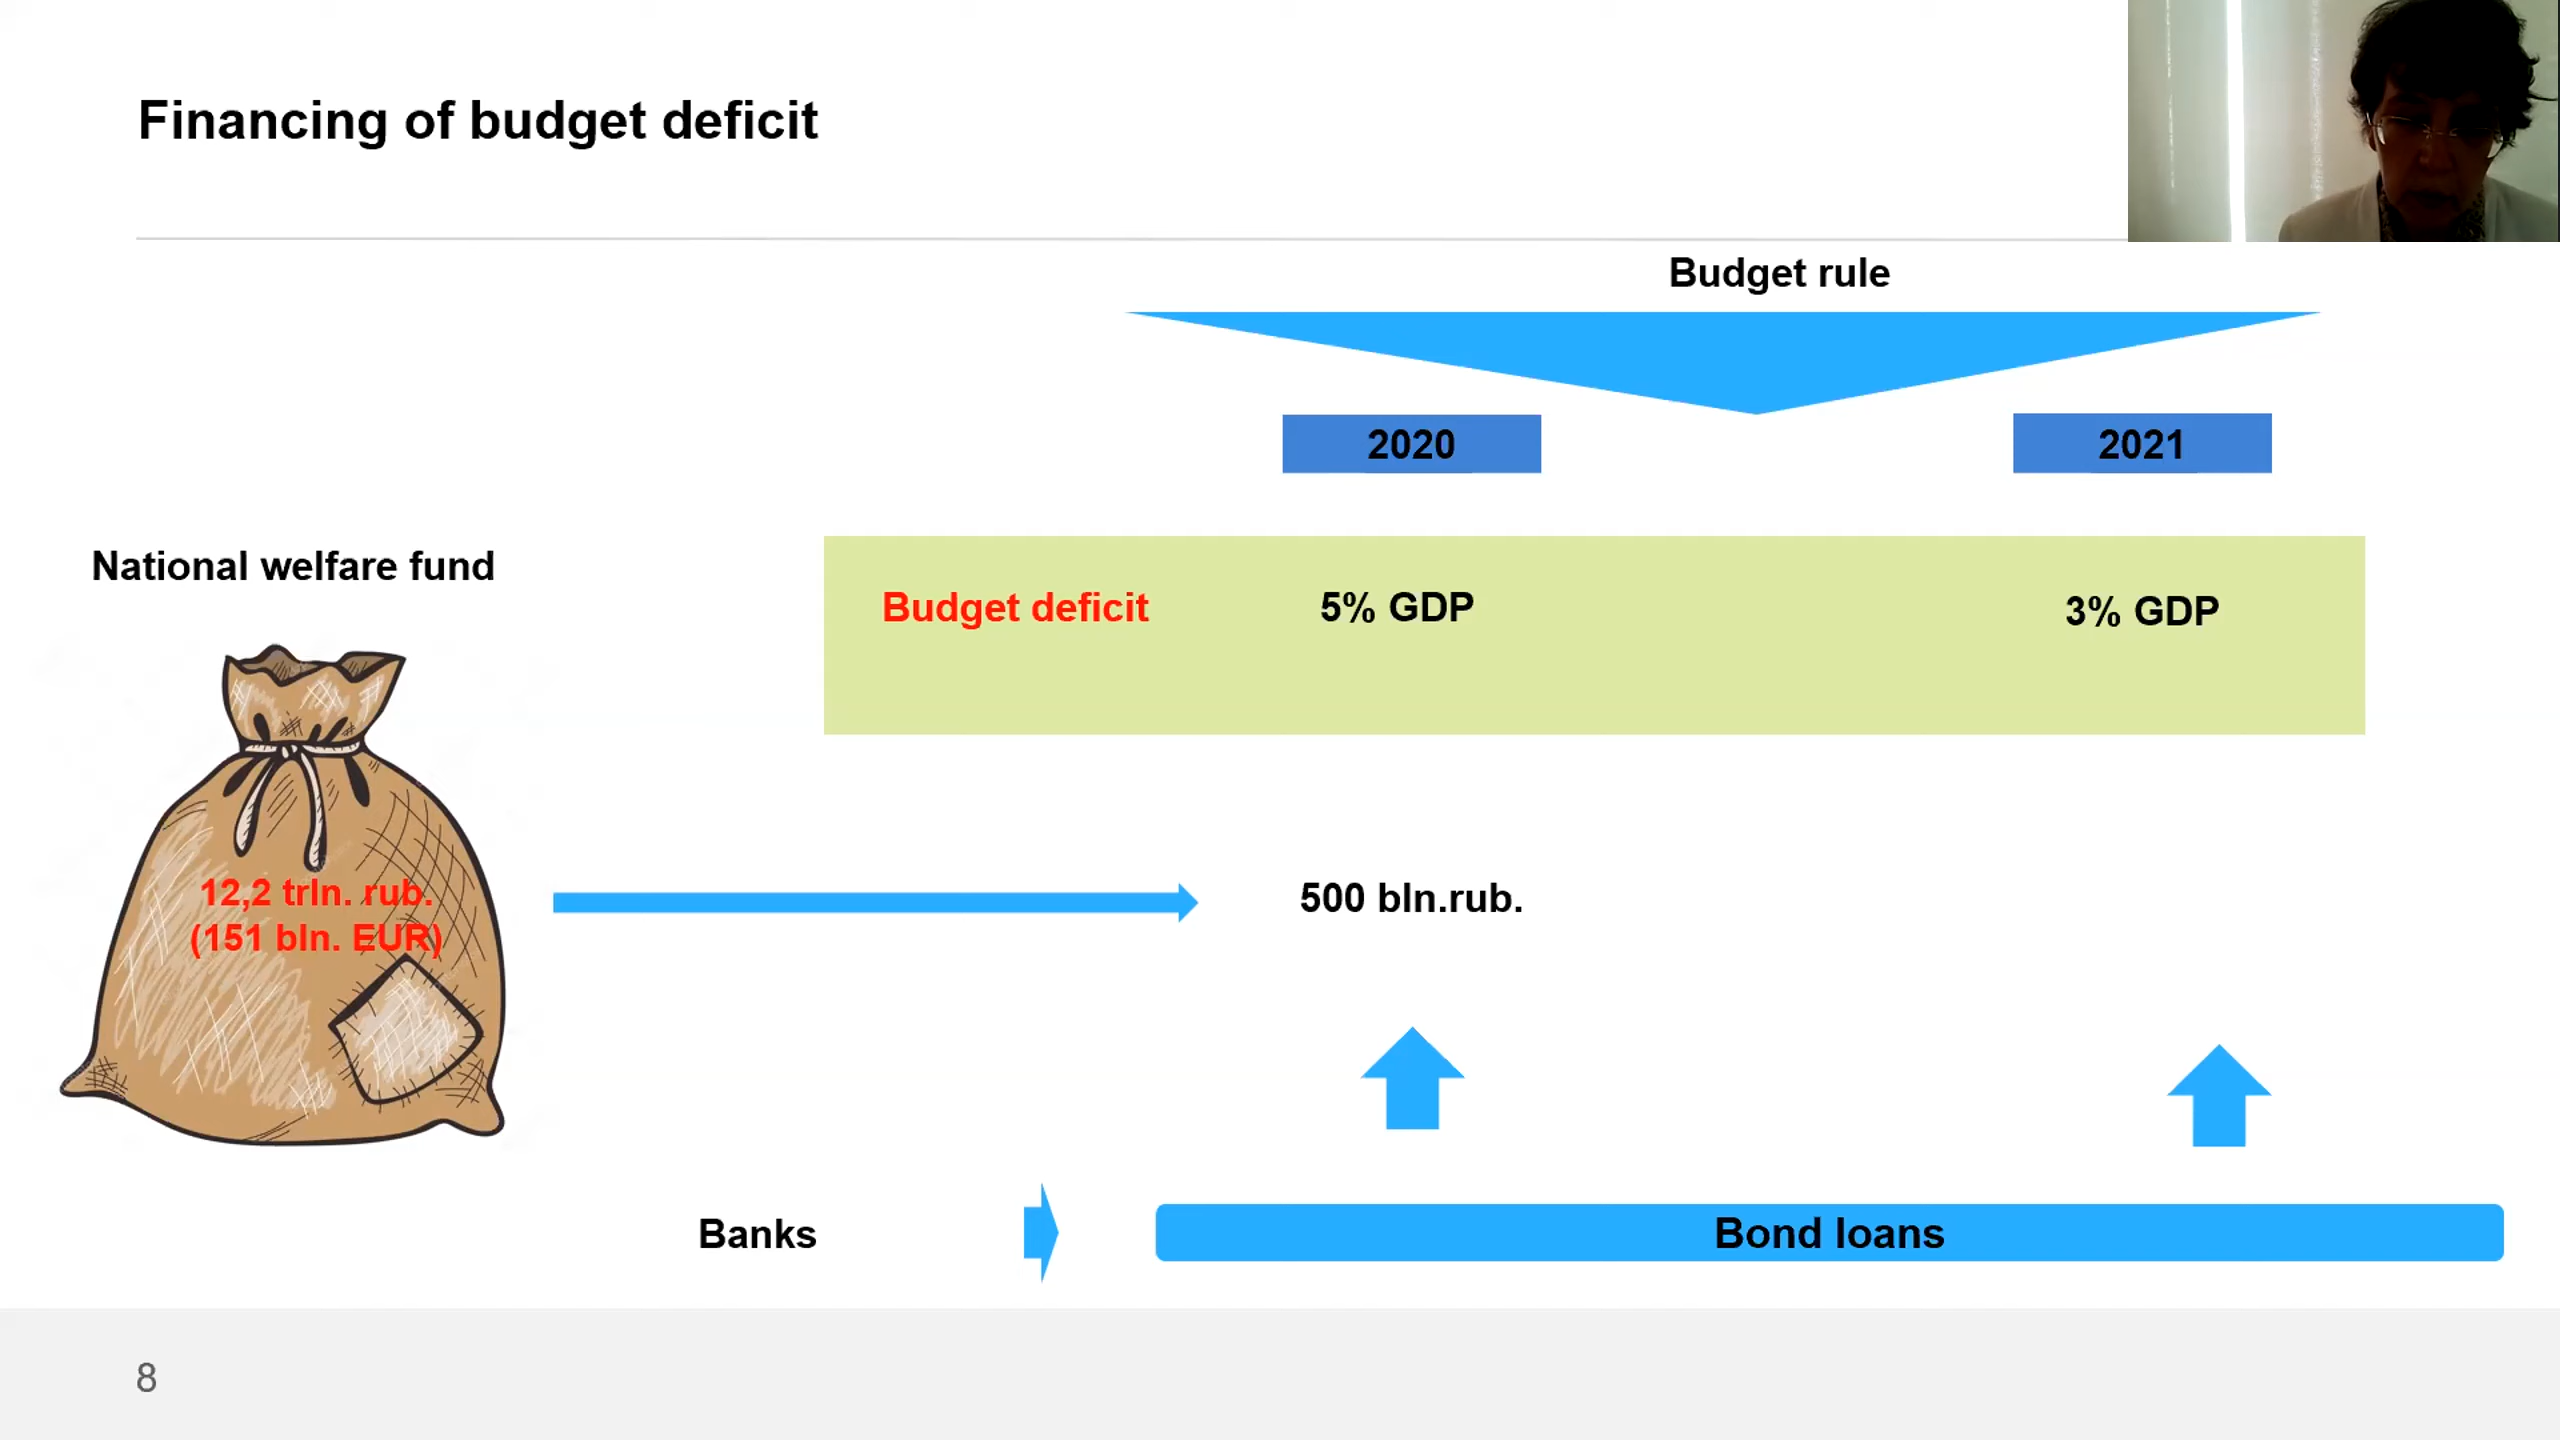 Financing of budget deficit
Budget rule
2020
2021
National welfare fund
Budget deficit
5% GDP
3% GDP
12,2 trln. rub.
(151 bln. EUR)
500 bln.rub.
Banks
Bond loans
8